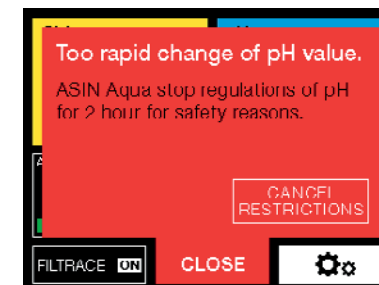 Too rapid change of pH value.
ASIN Aqua stop regulations of pH
for 2 hour for safety reasons.
CANCEL
RESTRICTIONS
FILTRACE ON
CLOSE